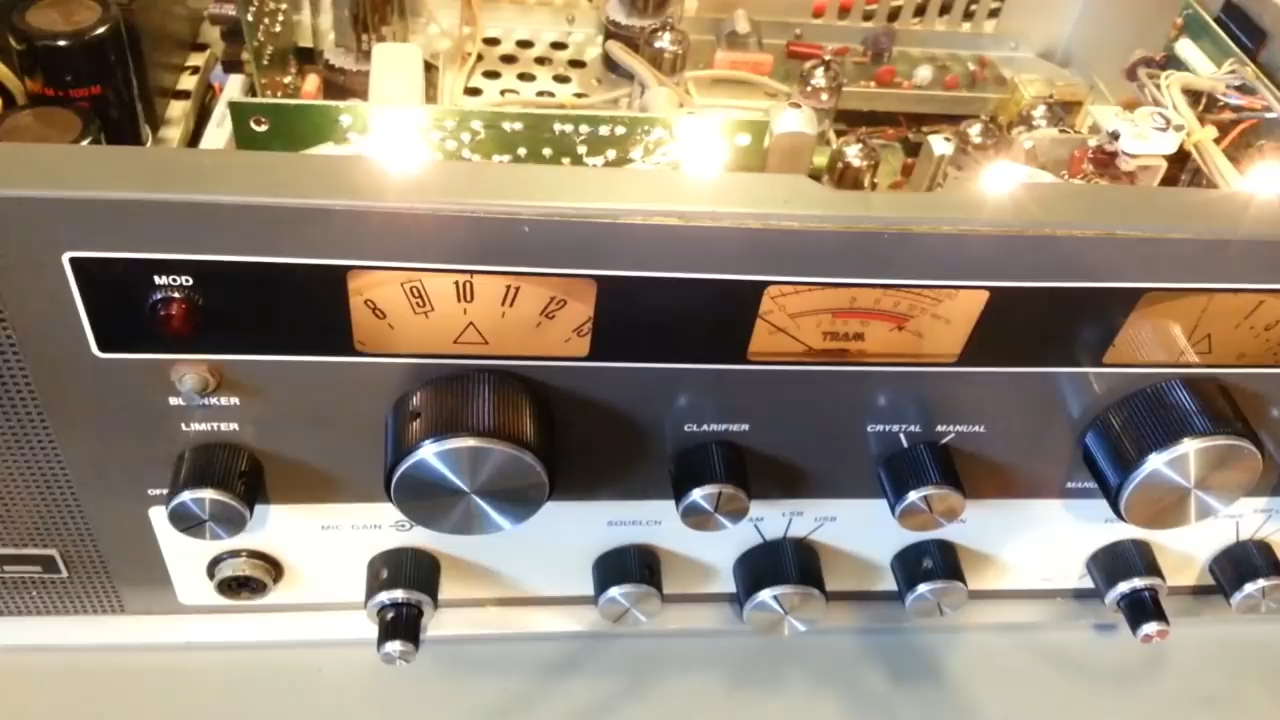 MOD
8 9 10 11 12 13
TRAM
BLANKER
LIMITER
CLARIFIER
CRYSTAL MANUAL
OFF
MIC GAIN
SQUELCH
AM LSB USB